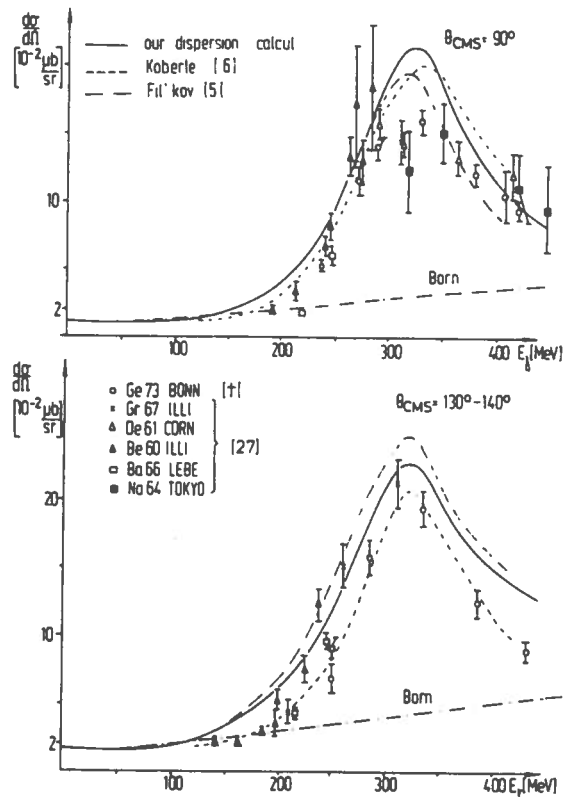 dσ
dΩ
[10⁻² μb
sr]
our dispersion calcul
Köberle [6]
Fil'kov [5[
θCMS = 90°
10
2
Born
100
200
300
400 Eγ [MeV]
dσ
dΩ
[10⁻² μb
sr]
θCMS = 130° - 140°
Ge 73 BONN [†[
Gr 67 ILLI
De 61 CORN
Be 60 ILLI
Ba 66 LEBE
Na 64 TOKYO
[27]
20
10
2
Born
100
200
300
400 Eγ [MeV]